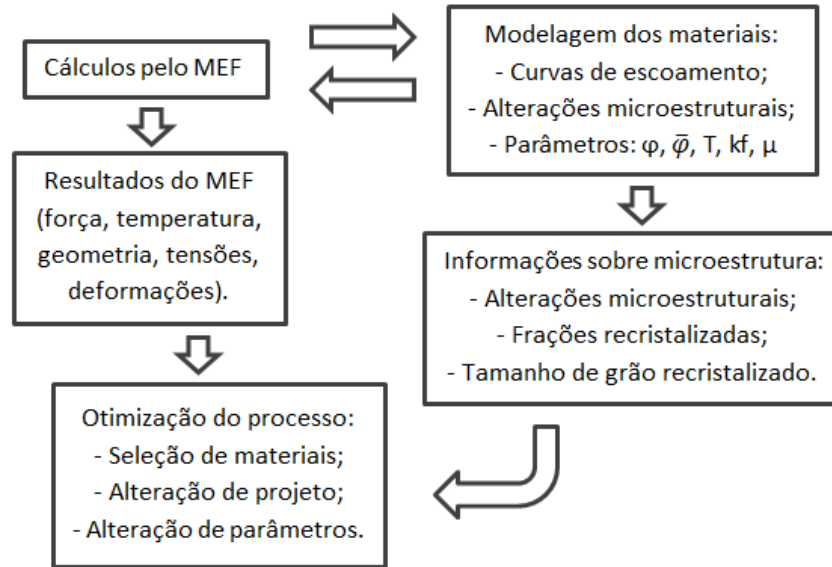 Cálculos pelo MEF
Modelagem dos materiais:
- Curvas de escoamento;
- Alterações microestruturais;
- Parâmetros: φ, φ̄, T, kf, μ
Resultados do MEF
(força, temperatura,
geometria, tensões,
deformações).
Informações sobre microestrutura:
- Alterações microestruturais;
- Frações recristalizadas;
- Tamanho de grão recristalizado.
Otimização do processo:
- Seleção de materiais;
- Alteração de projeto;
- Alteração de parâmetros.